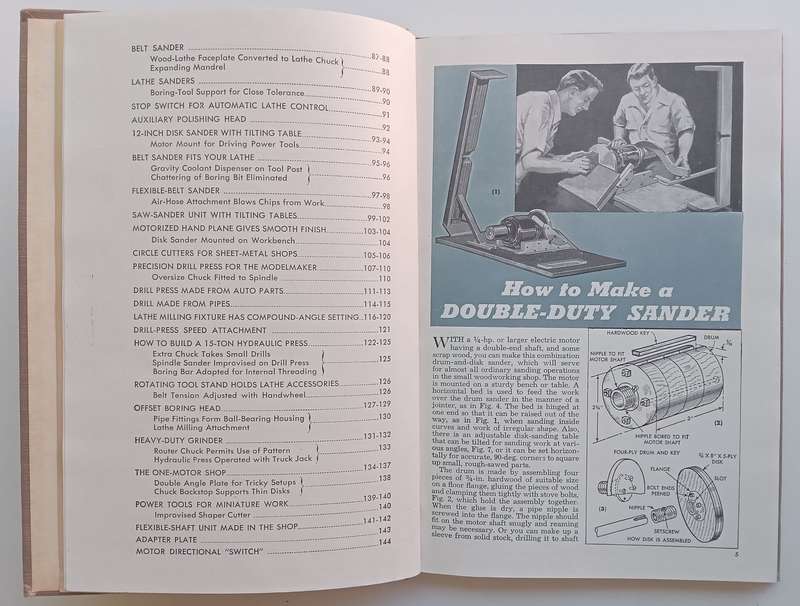 BELT SANDER 87-88
Wood-Lathe Faceplate Converted to Lathe Chuck
Expanding Mandrel 88
LATHE SANDERS 89-90
Boring-Tool Support for Close Tolerance 90
STOP SWITCH FOR AUTOMATIC LATHE CONTROL 91
AUXILIARY POLISHING HEAD 92
12-INCH DISK SANDER WITH TILTING TABLE 93-94
Motor Mount for Driving Power Tools 94
BELT SANDER FITS YOUR LATHE 95-96
Gravity Coolant Dispenser on Tool Post
Chattering of Boring Bit Eliminated 96
FLEXIBLE-BELT SANDER 97-98
Air-Hose Attachment Blows Chips from Work 98
SAW-SANDER UNIT WITH TILTING TABLES 99-102
MOTORIZED HAND PLANE GIVES SMOOTH FINISH 103-104
Disk Sander Mounted on Workbench 104
CIRCLE CUTTERS FOR SHEET-METAL SHOPS 105-106
PRECISION DRILL PRESS FOR THE MODELMAKER 107-110
Oversize Chuck Fitted to Spindle 110
DRILL PRESS MADE FROM AUTO PARTS 111-113
DRILL MADE FROM PIPES 114-115
LATHE MILLING FIXTURE HAS COMPOUND-ANGLE SETTING 116-120
DRILL-PRESS SPEED ATTACHMENT 121
HOW TO BUILD A 15-TON HYDRAULIC PRESS 122-125
Extra Chuck Takes Small Drills
Spindle Sander Improvised on Drill Press 125
Boring Bar Adapted for Internal Threading
ROTATING TOOL STAND HOLDS LATHE ACCESSORIES 126
Belt Tension Adjusted with Handwheel 126
OFFSET BORING HEAD 127-129
Pipe Fittings Form Ball-Bearing Housing
Lathe Milling Attachment 130
HEAVY-DUTY GRINDER 131-132
Router Chuck Permits Use of Pattern
Hydraulic Press Operated with Truck Jack 133
THE ONE-MOTOR SHOP 134-137
Double Angle Plate for Tricky Setups
Chuck Backstop Supports Thin Disks 138
POWER TOOLS FOR MINIATURE WORK 139-140
Improvised Shaper Cutter 140
FLEXIBLE-SHAFT UNIT MADE IN THE SHOP 141-142
ADAPTER PLATE 143
MOTOR DIRECTIONAL "SWITCH" 144
(1)
How to Make a
DOUBLE-DUTY SANDER
WITH a ¼-hp. or larger electric motor
having a double-end shaft, and some
scrap wood, you can make this combination
drum-and-disk sander, which will serve
for almost all ordinary sanding operations
in the small woodworking shop. The motor
is mounted on a sturdy bench or table. A
horizontal bed is used to feed the work
over the drum sander in the manner of a
jointer, as in Fig. 4. The bed is hinged at
one end so that it can be raised out of the
way, as in Fig. 1, when sanding inside
curves and work of irregular shape. Also,
there is an adjustable disk-sanding table
that can be tilted for sanding work at vari-
ous angles, Fig. 7, or it can be set horizon-
tally for accurate, 90-deg. corners to square
up small, rough-sawed parts.
The drum is made by assembling four
pieces of ¾-in. hardwood of suitable size
on a floor flange, gluing the pieces of wood
and clamping them tightly with stove bolts,
Fig. 2, which hold the assembly together.
When the glue is dry, a pipe nipple is
screwed into the flange. The nipple should
fit on the motor shaft snugly and reaming
may be necessary. Or you can make up a
sleeve from solid stock, drilling it to shaft
HARDWOOD KEY
DRUM
NIPPLE TO FIT
MOTOR SHAFT
3"
(2)
NIPPLE BORED TO FIT
MOTOR SHAFT
FOUR-PLY DRUM AND KEY
¾ X 8" X 5-PLY
DISK
FLANGE
SLOT
BOLT ENDS
PEENED
NIPPLE
(3)
SETSCREW
HOW DISK IS ASSEMBLED
5